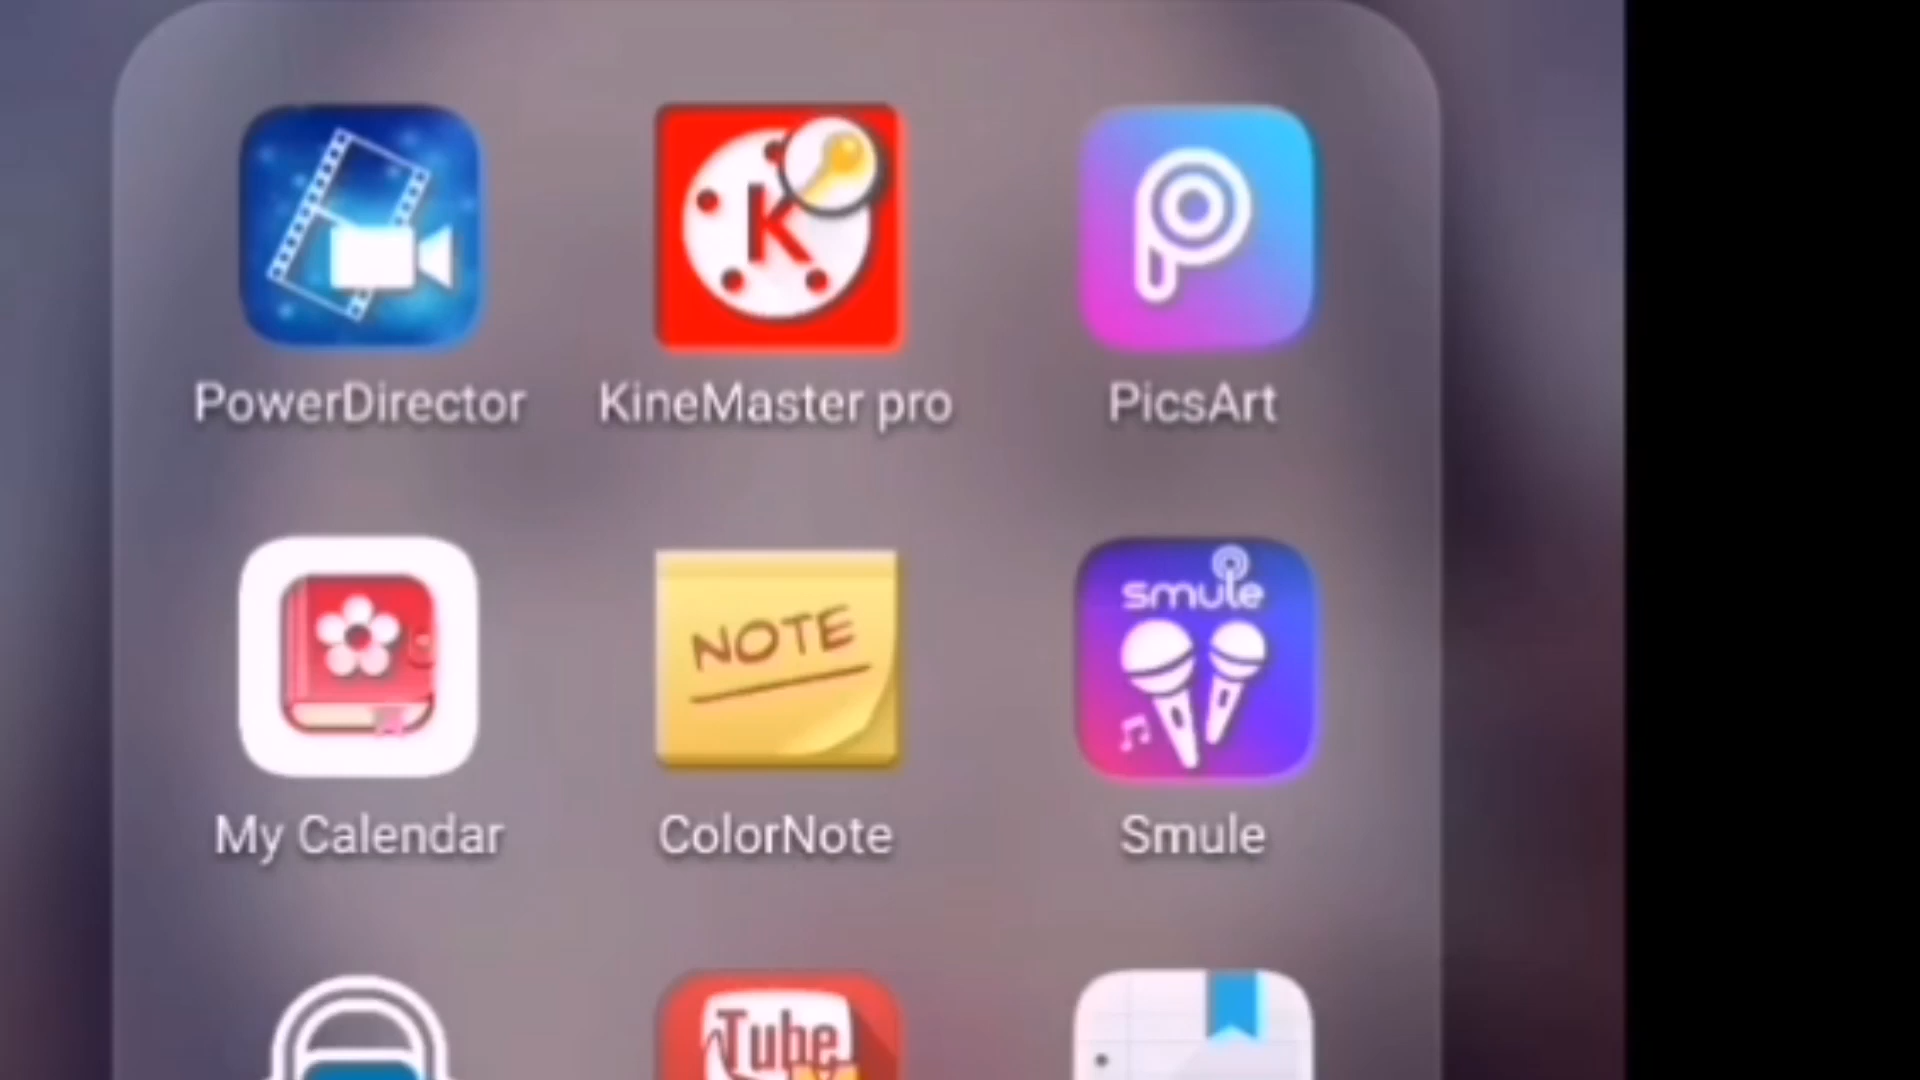 K
PowerDirector KineMaster pro PicsArt
NOTE
smule
My Calendar ColorNote Smule
Tube